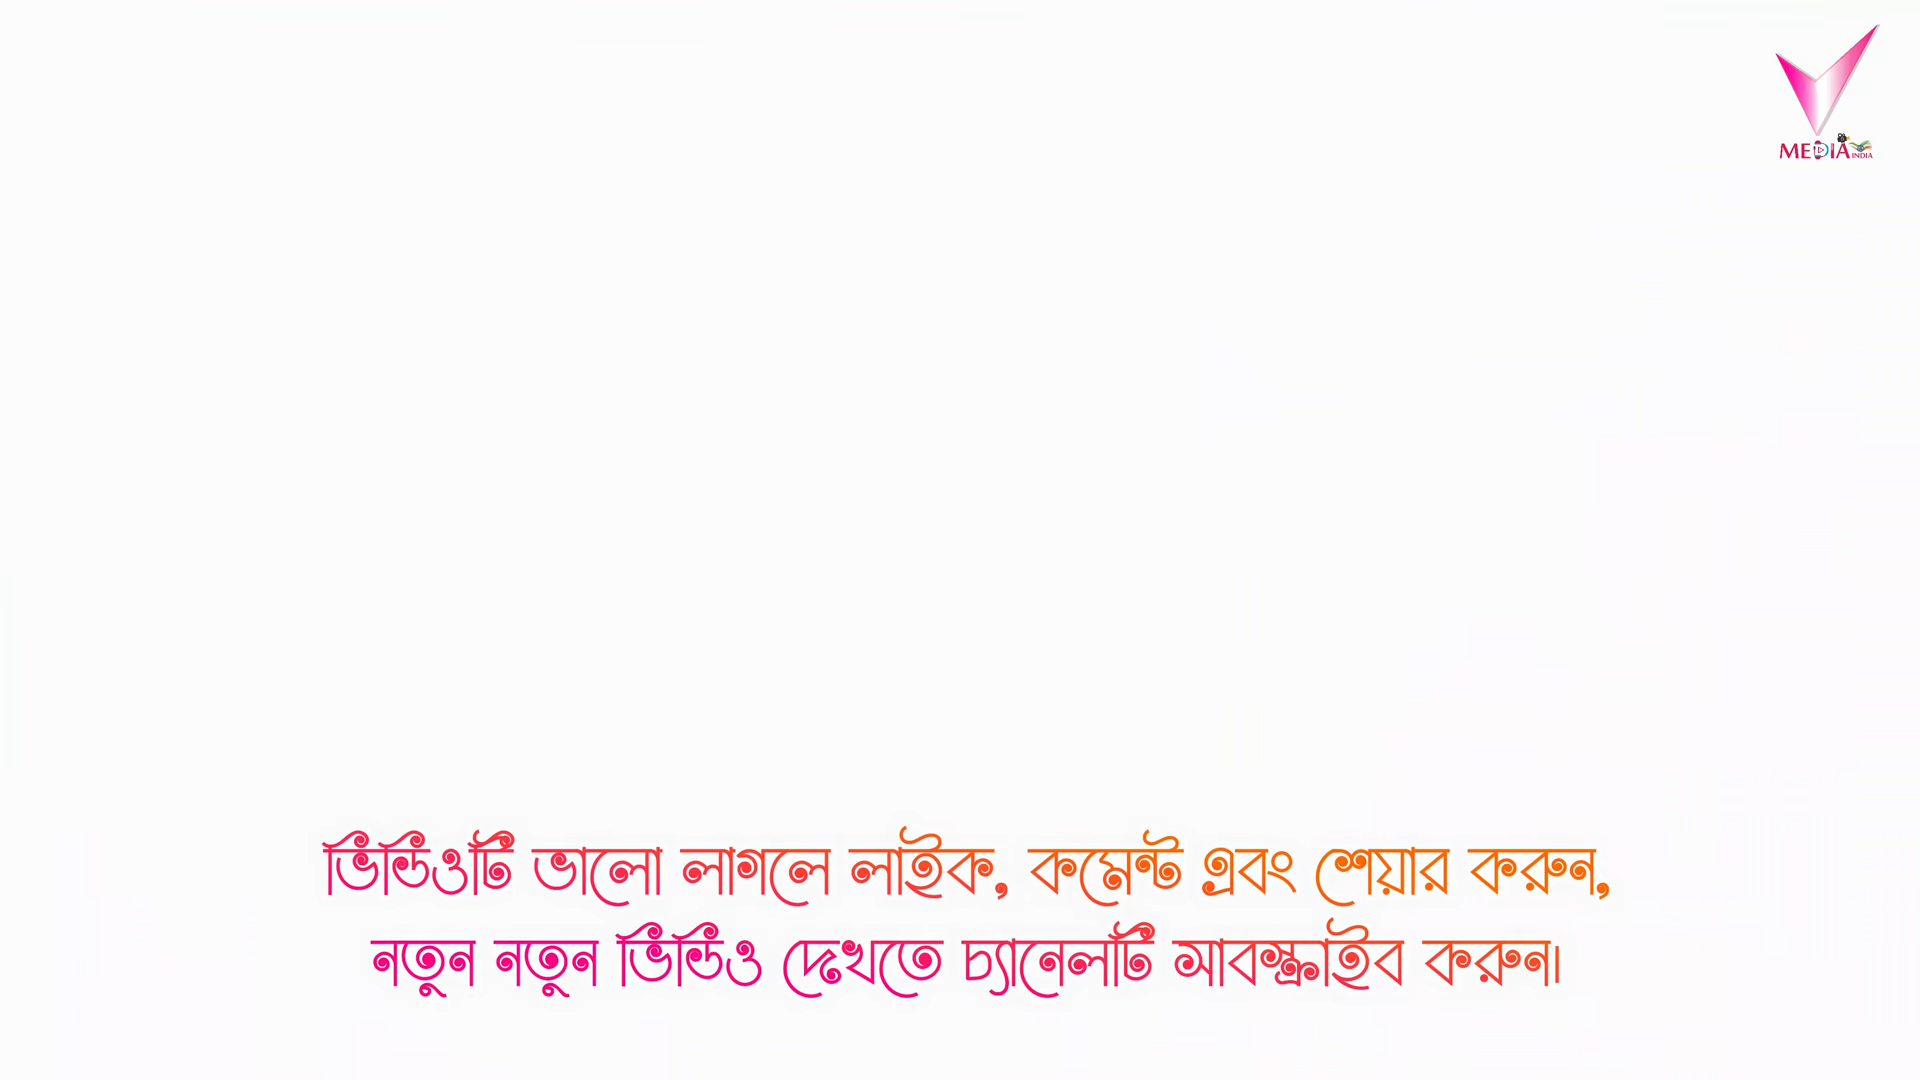 MEDIA INDIA
ভিডিওটি ভালো লাগলে লাইক, কমেন্ট এবং শেয়ার করুন,
নতুন নতুন ভিডিও দেখতে চ্যানেলটি সাবস্ক্রাইব করুন।